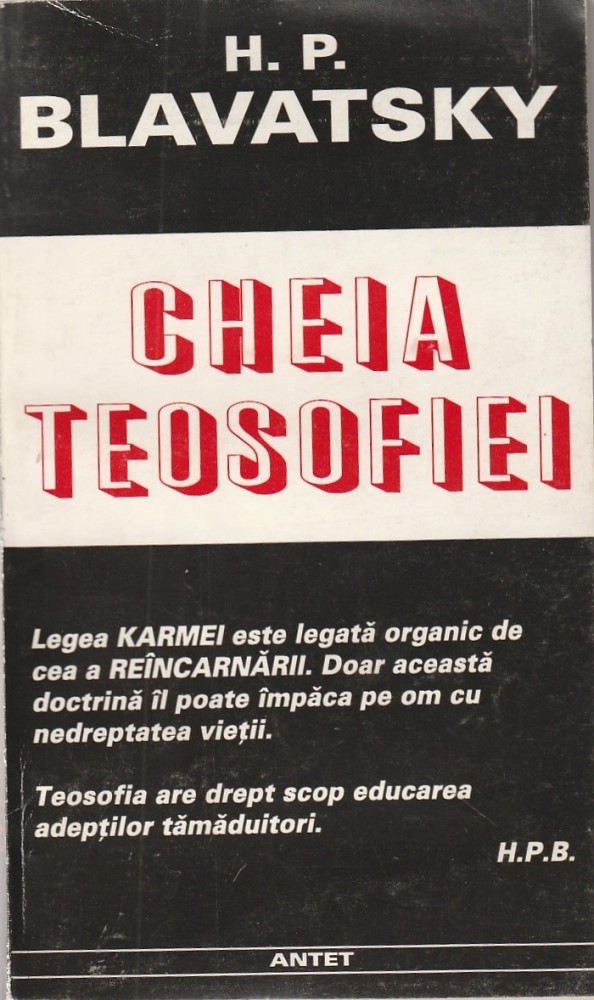 H. P.
BLAVATSKY
CHEIA
TEOSOFIEI
Legea KARMEI este legată organic de
cea a REÎNCARNĂRII. Doar această
doctrină îl poate împăca pe om cu
nedreptatea vieții.
Teosofia are drept scop educarea
adepților tămăduitori.
H.P.B.
ANTET